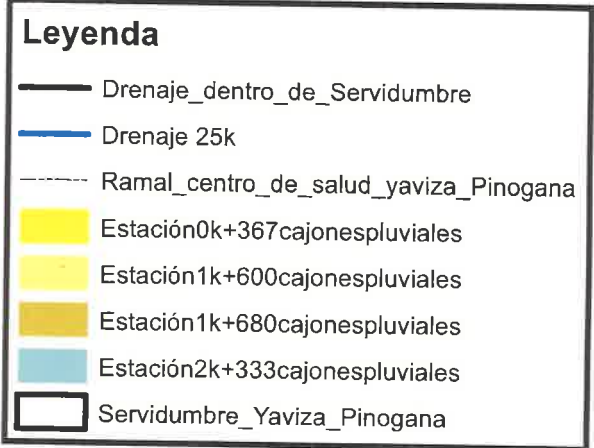 Leyenda
Drenaje_dentro_de_Servidumbre
Drenaje 25k
Ramal_centro_de_salud_yaviza_Pinogana
Estación0k+367cajonespluviales
Estación1k+600cajonespluviales
Estación1k+680cajonespluviales
Estación2k+333cajonespluviales
Servidumbre_Yaviza_Pinogana